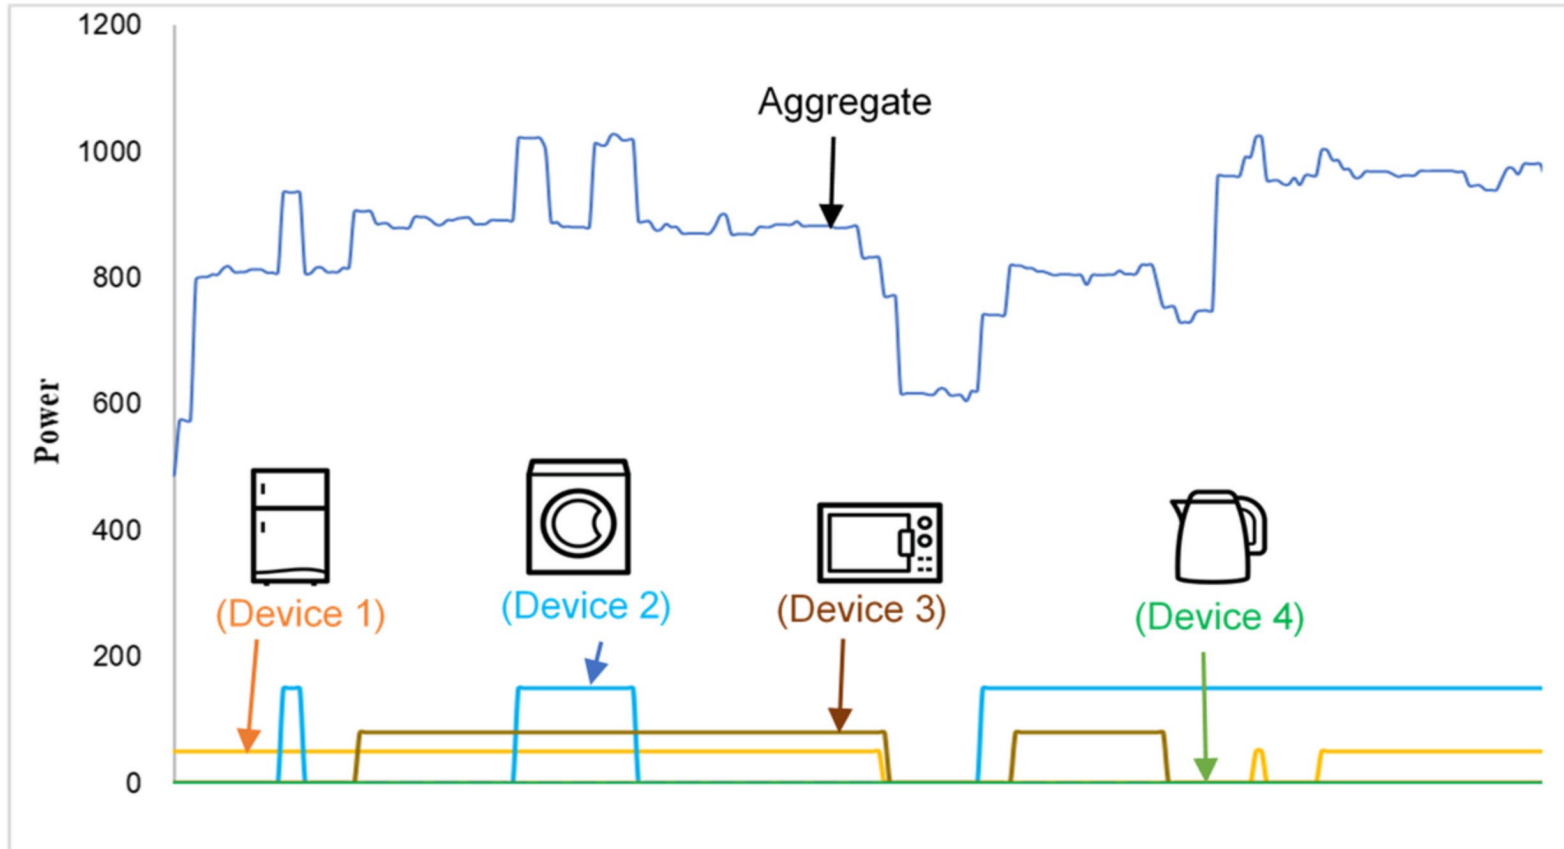 1200
1000
800
600
400
200
0
Power
Aggregate
(Device 1)
(Device 2)
(Device 3)
(Device 4)